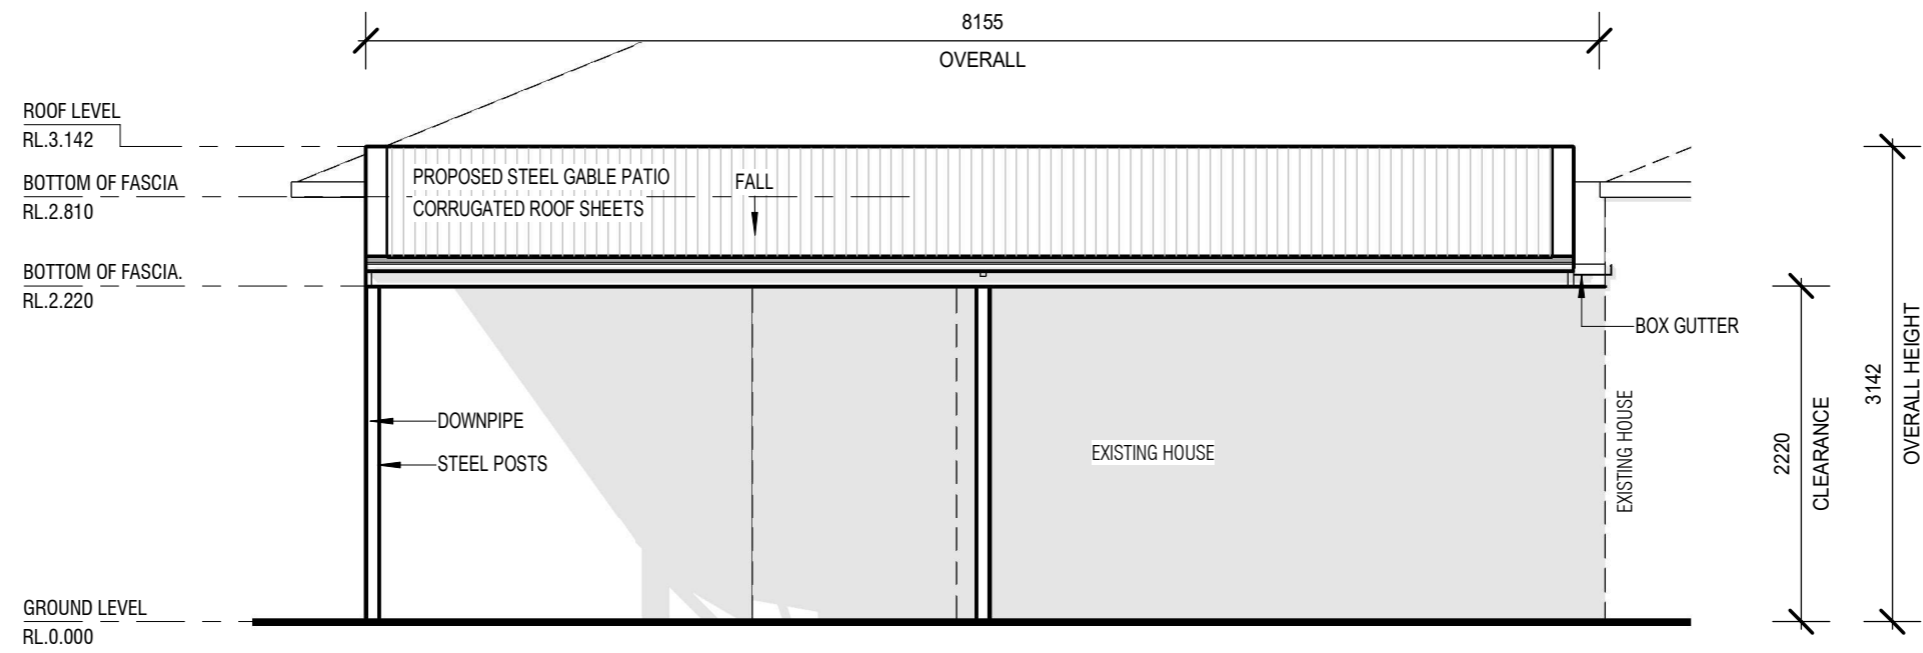 8155
OVERALL
ROOF LEVEL
RL.3.142
BOTTOM OF FASCIA
RL.2.810
PROPOSED STEEL GABLE PATIO
CORRUGATED ROOF SHEETS
FALL
BOTTOM OF FASCIA.
RL.2.220
BOX GUTTER
DOWNPIPE
STEEL POSTS
EXISTING HOUSE
EXISTING HOUSE
2220
CLEARANCE
3142
OVERALL HEIGHT
GROUND LEVEL
RL.0.000